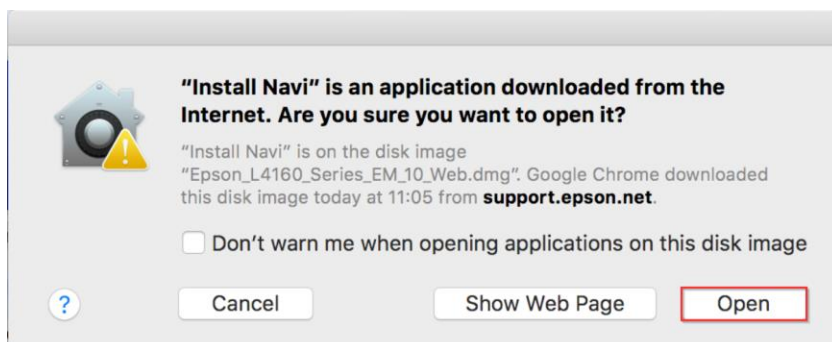 “Install Navi” is an application downloaded from the
Internet. Are you sure you want to open it?
“Install Navi” is on the disk image
“Epson_L4160_Series_EM_10_Web.dmg”. Google Chrome downloaded
this disk image today at 11:05 from support.epson.net.
Don’t warn me when opening applications on this disk image
?
Cancel
Show Web Page
Open